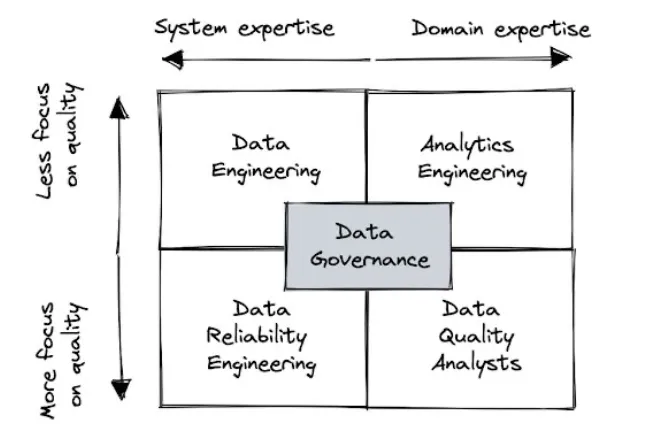 System expertise
Domain expertise
Less focus
on quality
Data
Engineering
Analytics
Engineering
Data
Governance
More focus
on quality
Data
Reliability
Engineering
Data
Quality
Analysts